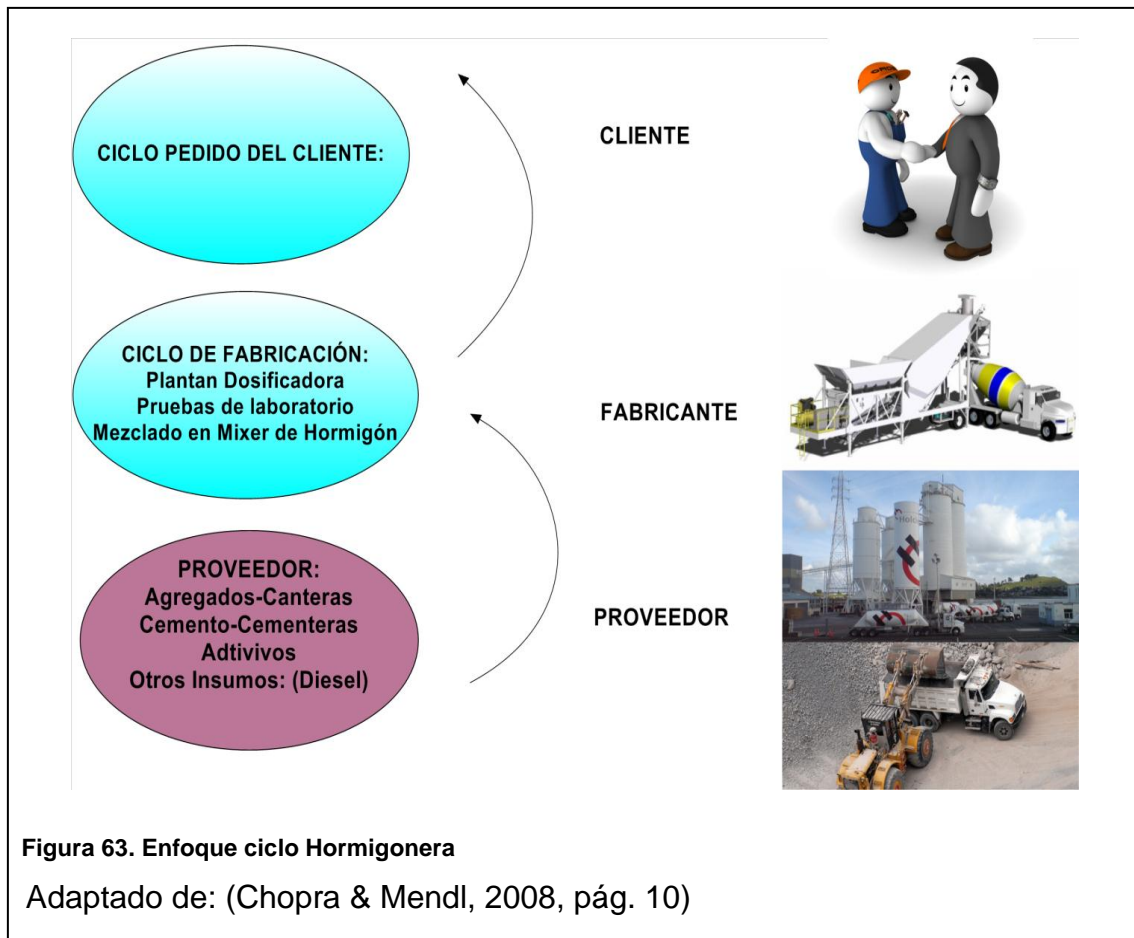 CICLO PEDIDO DEL CLIENTE:
CLIENTE
CICLO DE FABRICACIÓN:
Plantan Dosificadora
Pruebas de laboratorio
Mezclado en Mixer de Hormigón
FABRICANTE
PROVEEDOR:
Agregados-Canteras
Cemento-Cementeras
Adtivivos
Otros Insumos: (Diesel)
PROVEEDOR
Figura 63. Enfoque ciclo Hormigonera
Adaptado de: (Chopra & Mendl, 2008, pág. 10)